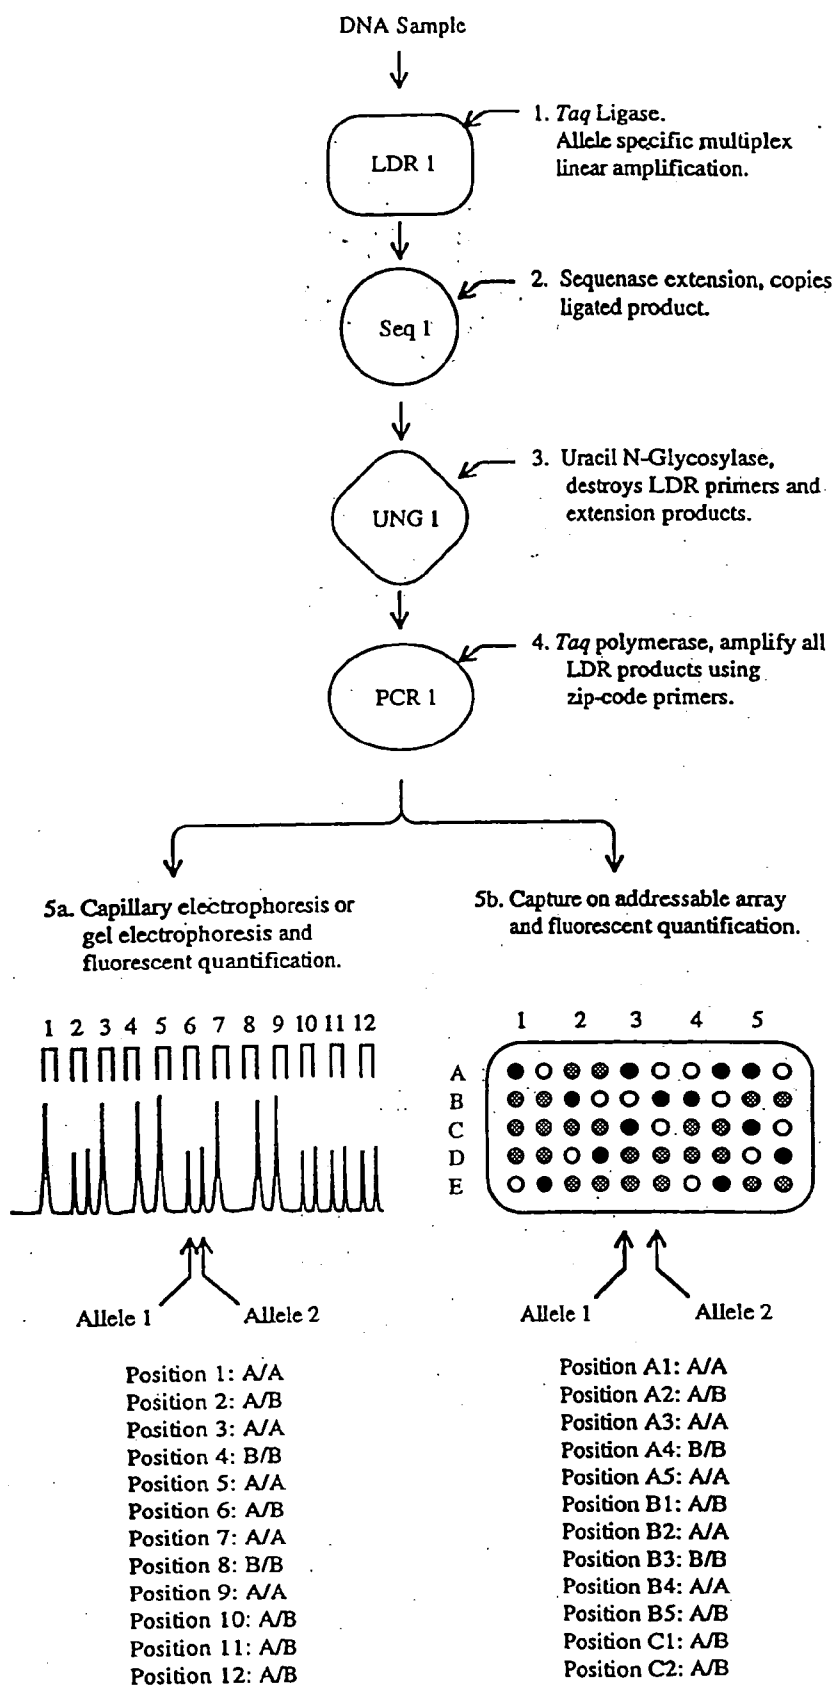 DNA Sample
LDR 1
1. Taq Ligase.
Allele specific multiplex
linear amplification.
Seq 1
2. Sequenase extension, copies
ligated product.
UNG 1
3. Uracil N-Glycosylase,
destroys LDR primers and
extension products.
PCR 1
4. Taq polymerase, amplify all
LDR products using
zip-code primers.
5a. Capillary electrophoresis or
gel electrophoresis and
fluorescent quantification.
1 2 3 4 5 6 7 8 9 10 11 12
Allele 1
Allele 2
Position 1: A/A
Position 2: A/B
Position 3: A/A
Position 4: B/B
Position 5: A/A
Position 6: A/B
Position 7: A/A
Position 8: B/B
Position 9: A/A
Position 10: A/B
Position 11: A/B
Position 12: A/B
5b. Capture on addressable array
and fluorescent quantification.
1 2 3 4 5
A
B
C
D
E
Allele 1
Allele 2
Position A1: A/A
Position A2: A/B
Position A3: A/A
Position A4: B/B
Position A5: A/A
Position B1: A/B
Position B2: A/A
Position B3: B/B
Position B4: A/A
Position B5: A/B
Position C1: A/B
Position C2: A/B